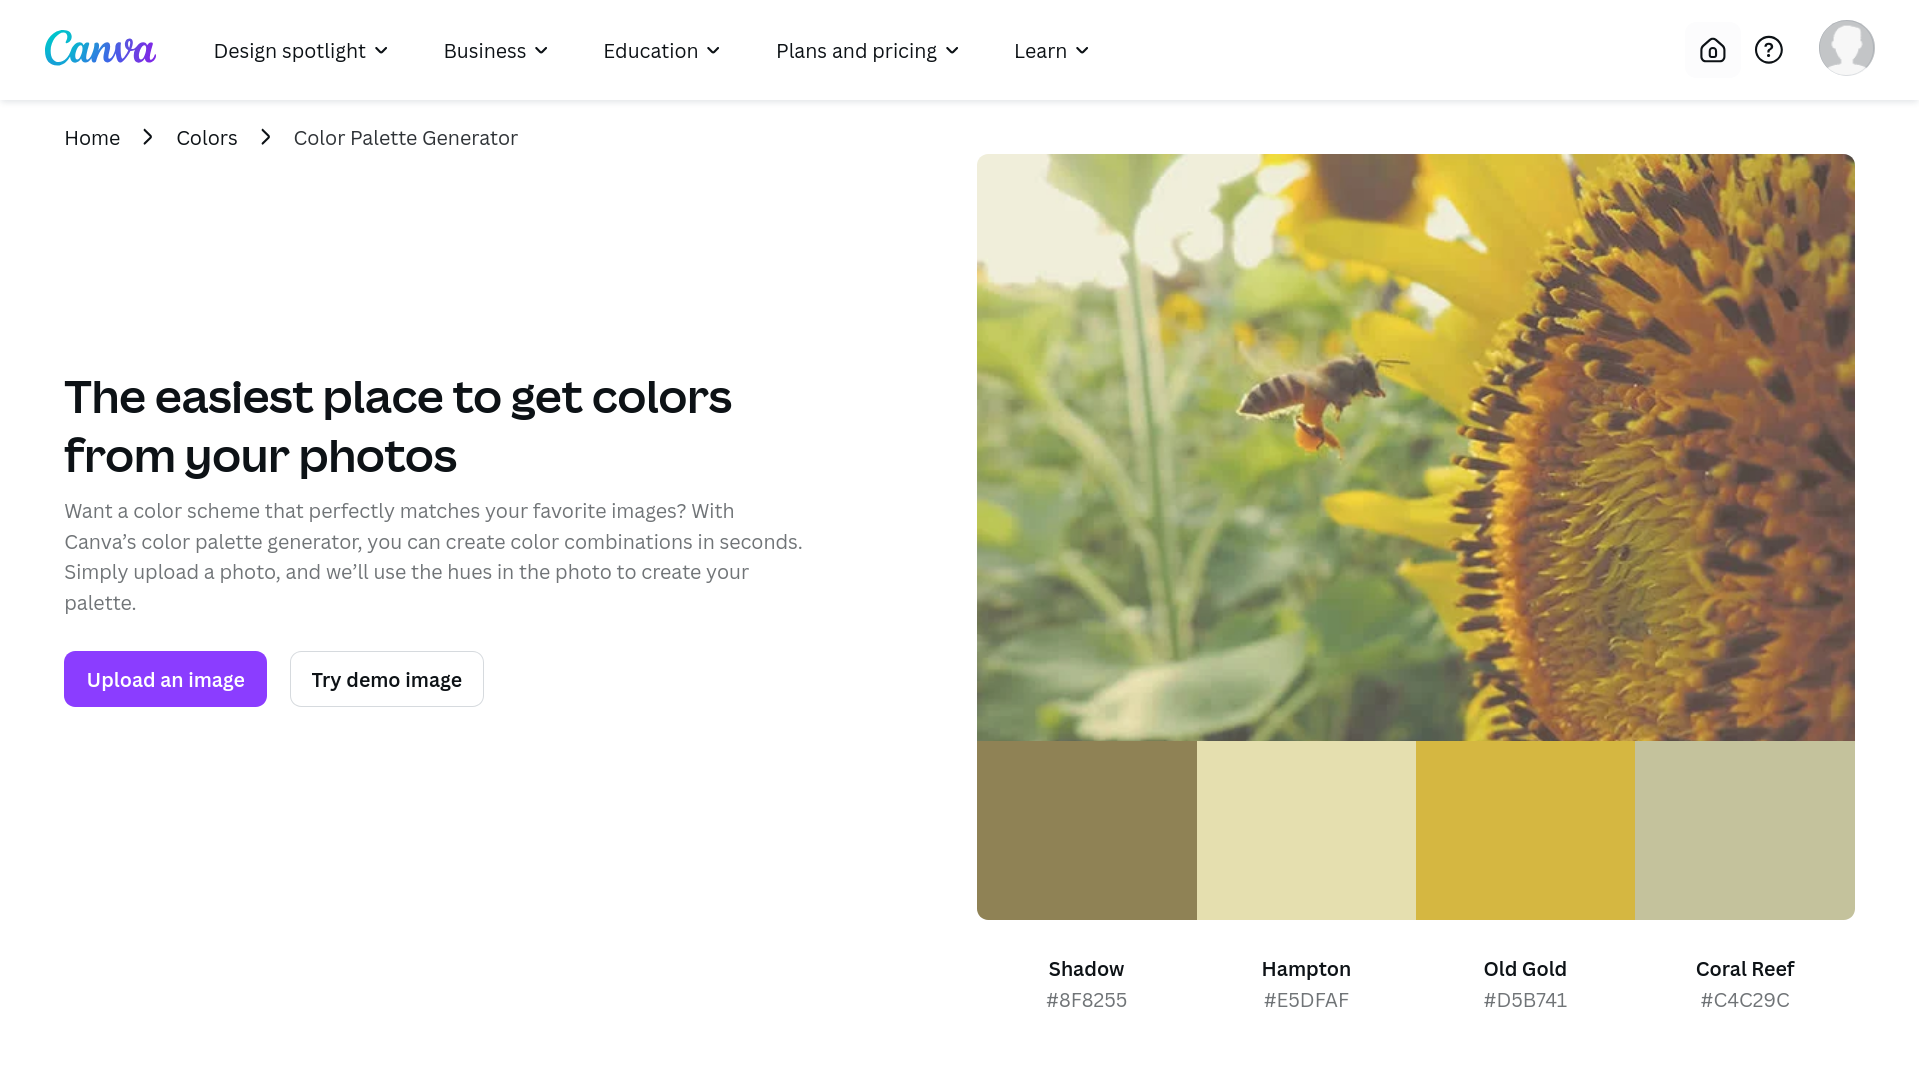 Canva
Design spotlight
Business
Education
Plans and pricing
Learn
Home
Colors
Color Palette Generator
The easiest place to get colors
from your photos
Want a color scheme that perfectly matches your favorite images? With
Canva’s color palette generator, you can create color combinations in seconds.
Simply upload a photo, and we’ll use the hues in the photo to create your
palette.
Upload an image
Try demo image
Shadow
#8F8255
Hampton
#E5DFAF
Old Gold
#D5B741
Coral Reef
#C4C29C